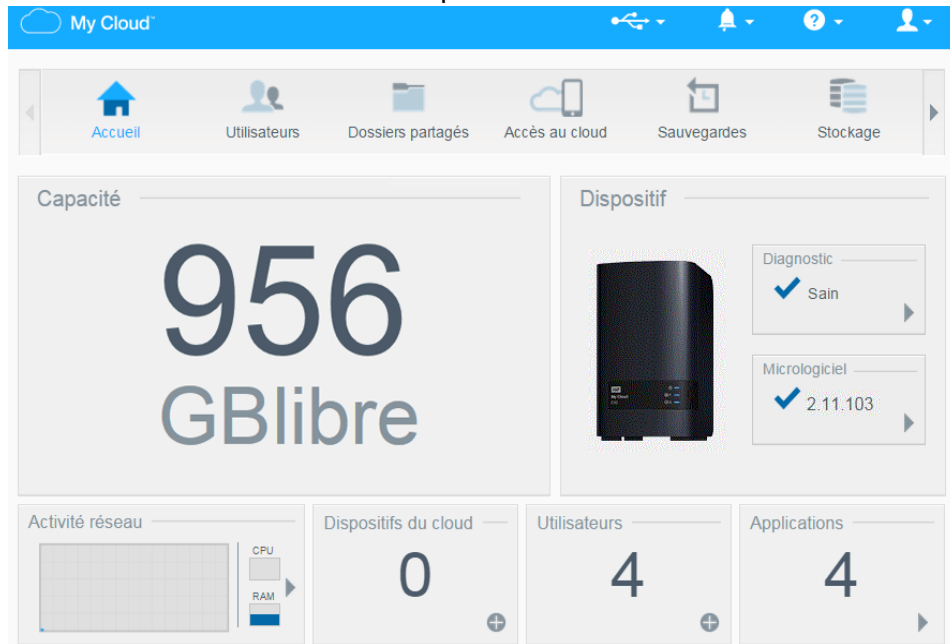 My Cloud
Accueil
Utilisateurs
Dossiers partagés
Accès au cloud
Sauvegardes
Stockage
Capacité
956
GBlibre
Dispositif
Diagnostic
Sain
Micrologiciel
2.11.103
Activité réseau
CPU
RAM
Dispositifs du cloud
0
Utilisateurs
4
Applications
4